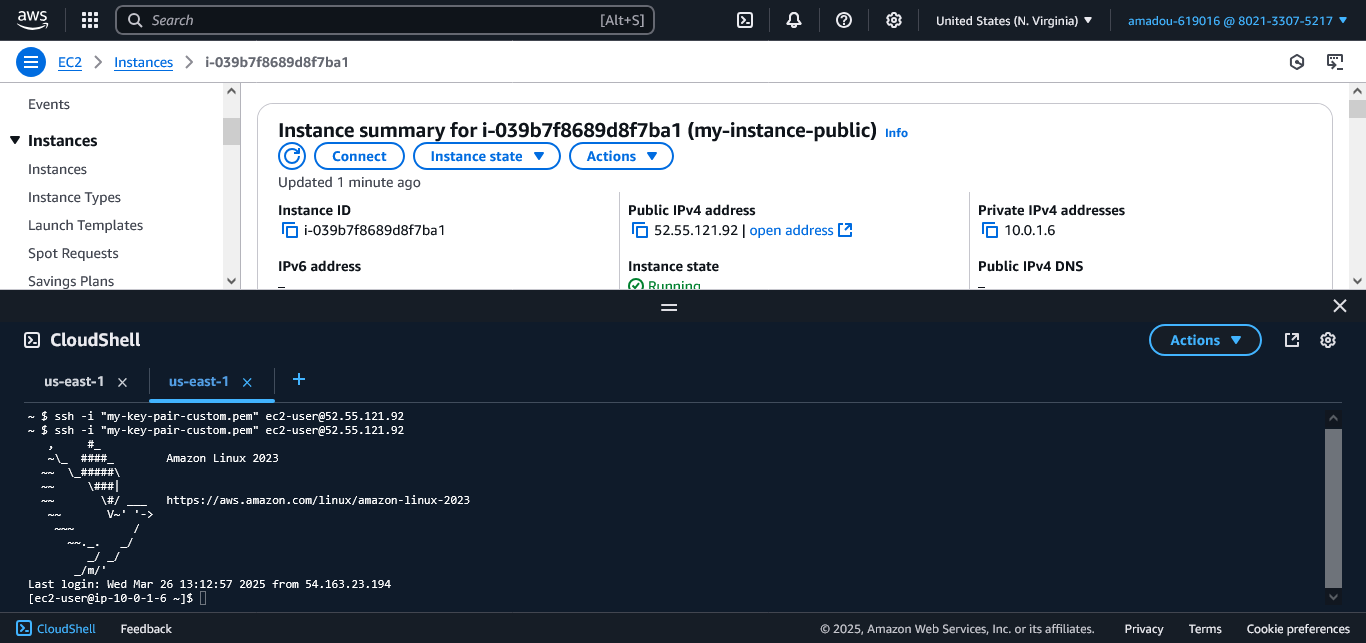 aws Search [Alt+S] United States (N. Virginia) amadou-619016 @ 8021-3307-5217
EC2 Instances i-039b7f8689d8f7ba1
Events
Instances
Instances
Instance Types
Launch Templates
Spot Requests
Savings Plans
Instance summary for i-039b7f8689d8f7ba1 (my-instance-public) Info
Connect Instance state Actions
Updated 1 minute ago
Instance ID
i-039b7f8689d8f7ba1
Public IPv4 address
52.55.121.92 | open address
Private IPv4 addresses
10.0.1.6
IPv6 address
–
Instance state
Running
Public IPv4 DNS
–
CloudShell Actions
us-east-1 us-east-1 +
~ $ ssh -i "my-key-pair-custom.pem" ec2-user@52.55.121.92
~ $ ssh -i "my-key-pair-custom.pem" ec2-user@52.55.121.92
   ,     #_
   ~\_  ####_        Amazon Linux 2023
  ~~  \_#####\
  ~~     \###|
  ~~       \#/ ___   https://aws.amazon.com/linux/amazon-linux-2023
   ~~       V~' '->
    ~~~         /
      ~~._.   _/
         _/ _/
       _/m/'
Last login: Wed Mar 26 13:12:57 2025 from 54.163.23.194
[ec2-user@ip-10-0-1-6 ~]$
CloudShell Feedback © 2025, Amazon Web Services, Inc. or its affiliates. Privacy Terms Cookie preferences